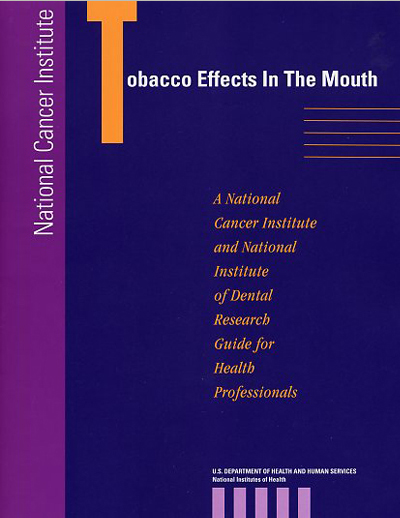 National Cancer Institute
Tobacco Effects In The Mouth
A National
Cancer Institute
and National
Institute
of Dental
Research
Guide for
Health
Professionals
U.S. DEPARTMENT OF HEALTH AND HUMAN SERVICES
National Institutes of Health